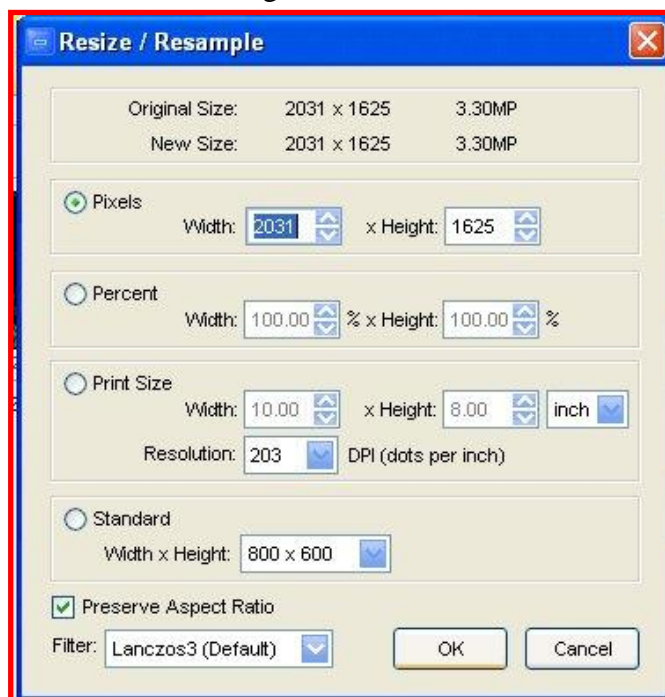 Resize / Resample
Original Size: 2031 x 1625 3.30MP
New Size: 2031 x 1625 3.30MP
Pixels
Width: 2031 x Height: 1625
Percent
Width: 100.00 % x Height: 100.00 %
Print Size
Width: 10.00 x Height: 8.00 inch
Resolution: 203 DPI (dots per inch)
Standard
Width x Height: 800 x 600
Preserve Aspect Ratio
Filter: Lanczos3 (Default) OK Cancel